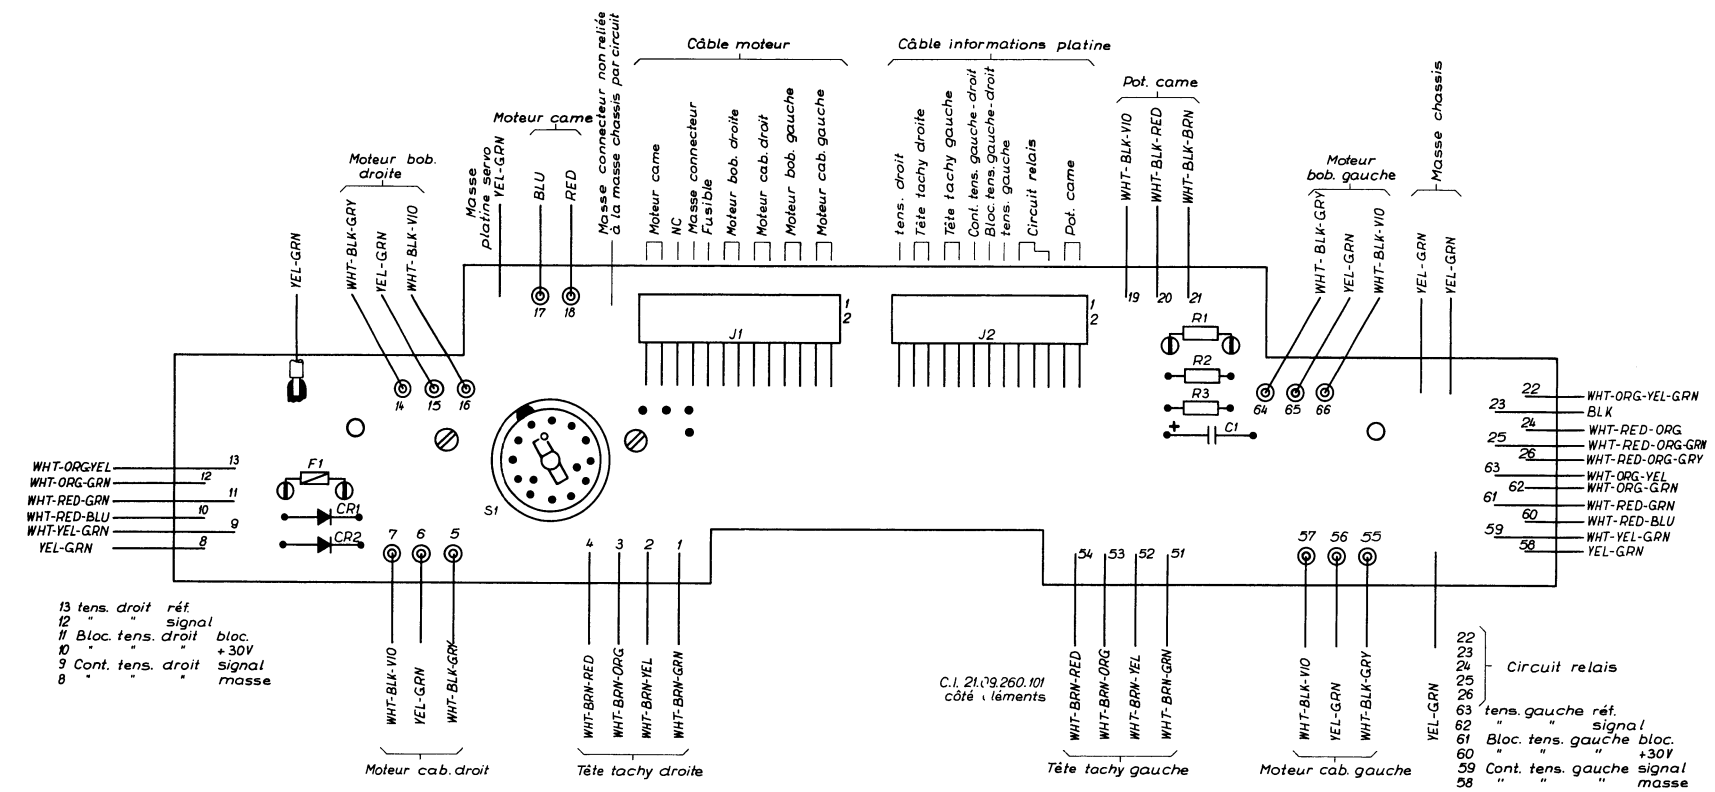 Câble moteur
Câble informations platine
Masse connecteur non reliée
à la masse chassis par circuit
Moteur came
BLU
RED
Masse
platine servo
YEL-GRN
Moteur bob.
droite
WHT-BLK-GRY
YEL-GRN
WHT-BLK-VIO
YEL-GRN
Moteur came
NC
Masse connecteur
Fusible
Moteur bob. droite
Moteur cab. droit
Moteur bob. gauche
Moteur cab. gauche
tens. droit
Tête tachy droite
Tête tachy gauche
Cont. tens. gauche-droit
Bloc. tens. gauche-droit
tens. gauche
Circuit relais
Pot. came
Pot. came
WHT-BLK-VIO
WHT-BLK-RED
WHT-BLK-BRN
Moteur
bob. gauche
WHT-BLK-GRY
YEL-GRN
WHT-BLK-VIO
Masse chassis
YEL-GRN
YEL-GRN
17
18
J1
1
2
J2
1
2
19
20
21
R1
R2
R3
+
C1
14
15
16
64
65
66
S1
F1
CR1
CR2
WHT-ORG-YEL 13
WHT-ORG-GRN 12
WHT-RED-GRN 11
WHT-RED-BLU 10
WHT-YEL-GRN 9
YEL-GRN 8
22 WHT-ORG-YEL-GRN
23 BLK
24 WHT-RED-ORG
25 WHT-RED-ORG-GRN
26 WHT-RED-ORG-GRY
63 WHT-ORG-YEL
62 WHT-ORG-GRN
61 WHT-RED-GRN
60 WHT-RED-BLU
59 WHT-YEL-GRN
58 YEL-GRN
7
6
5
4
3
2
1
54
53
52
51
57
56
55
13 tens. droit réf.
12 " " signal
11 Bloc. tens. droit bloc.
10 " " " +30V
9 Cont. tens. droit signal
8 " " " masse
WHT-BLK-VIO
YEL-GRN
WHT-BLK-GRY
Moteur cab. droit
WHT-BRN-RED
WHT-BRN-ORG
WHT-BRN-YEL
WHT-BRN-GRN
Tête tachy droite
C.I. 21.09.260.101
côté léments
WHT-BRN-RED
WHT-BRN-ORG
WHT-BRN-YEL
WHT-BRN-GRN
Tête tachy gauche
WHT-BLK-VIO
YEL-GRN
WHT-BLK-GRY
Moteur cab. gauche
YEL-GRN
22
23
24 Circuit relais
25
26
63 tens. gauche réf.
62 " " signal
61 Bloc. tens. gauche bloc.
60 " " " +30V
59 Cont. tens. gauche signal
58 " " " masse